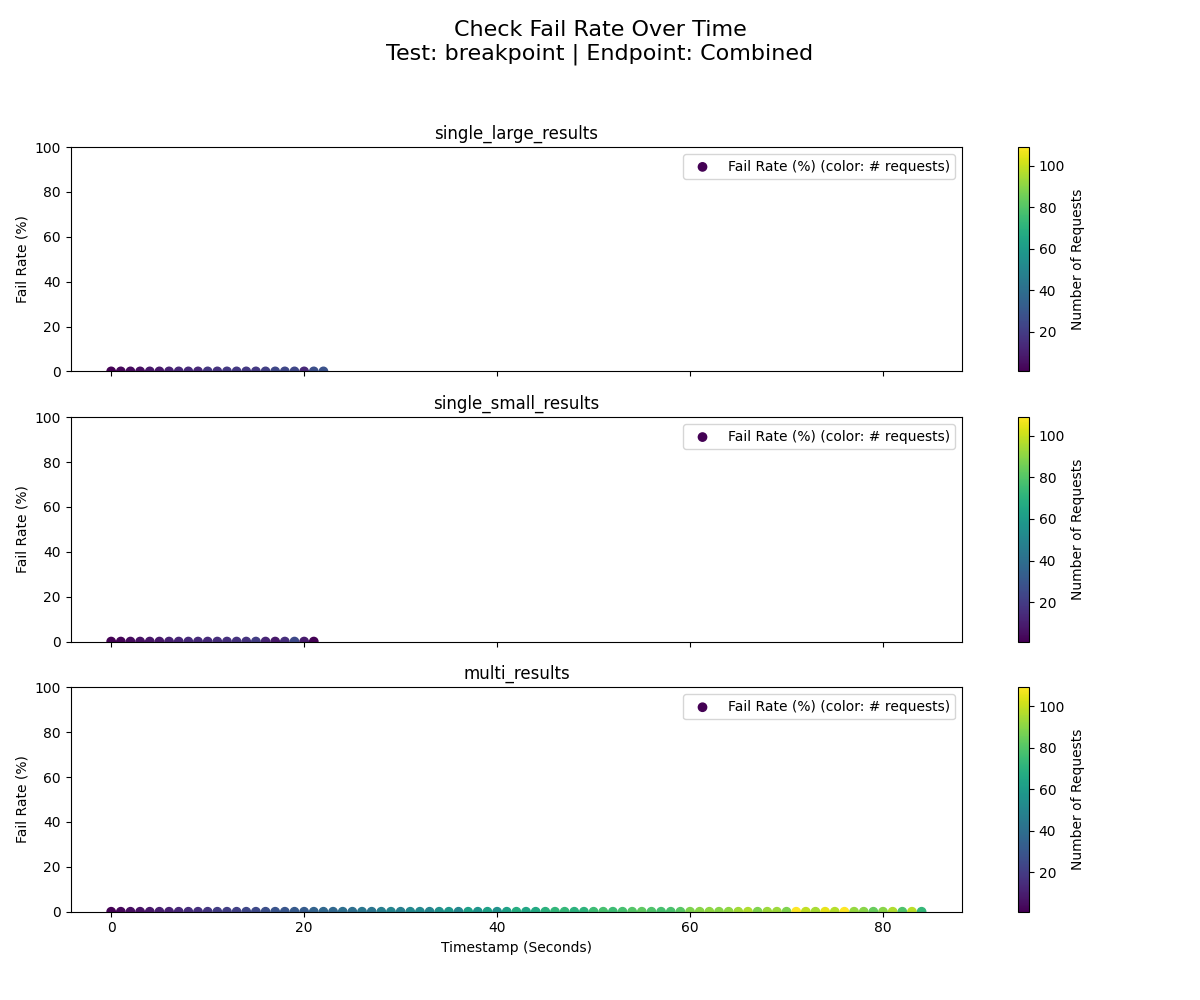 Check Fail Rate Over Time
Test: breakpoint | Endpoint: Combined
single_large_results
Fail Rate (%)
100
80
60
40
20
0
Fail Rate (%) (color: # requests)
100
80
60
40
20
Number of Requests
single_small_results
Fail Rate (%)
100
80
60
40
20
0
Fail Rate (%) (color: # requests)
100
80
60
40
20
Number of Requests
multi_results
Fail Rate (%)
100
80
60
40
20
0
Fail Rate (%) (color: # requests)
0 20 40 60 80
Timestamp (Seconds)
100
80
60
40
20
Number of Requests